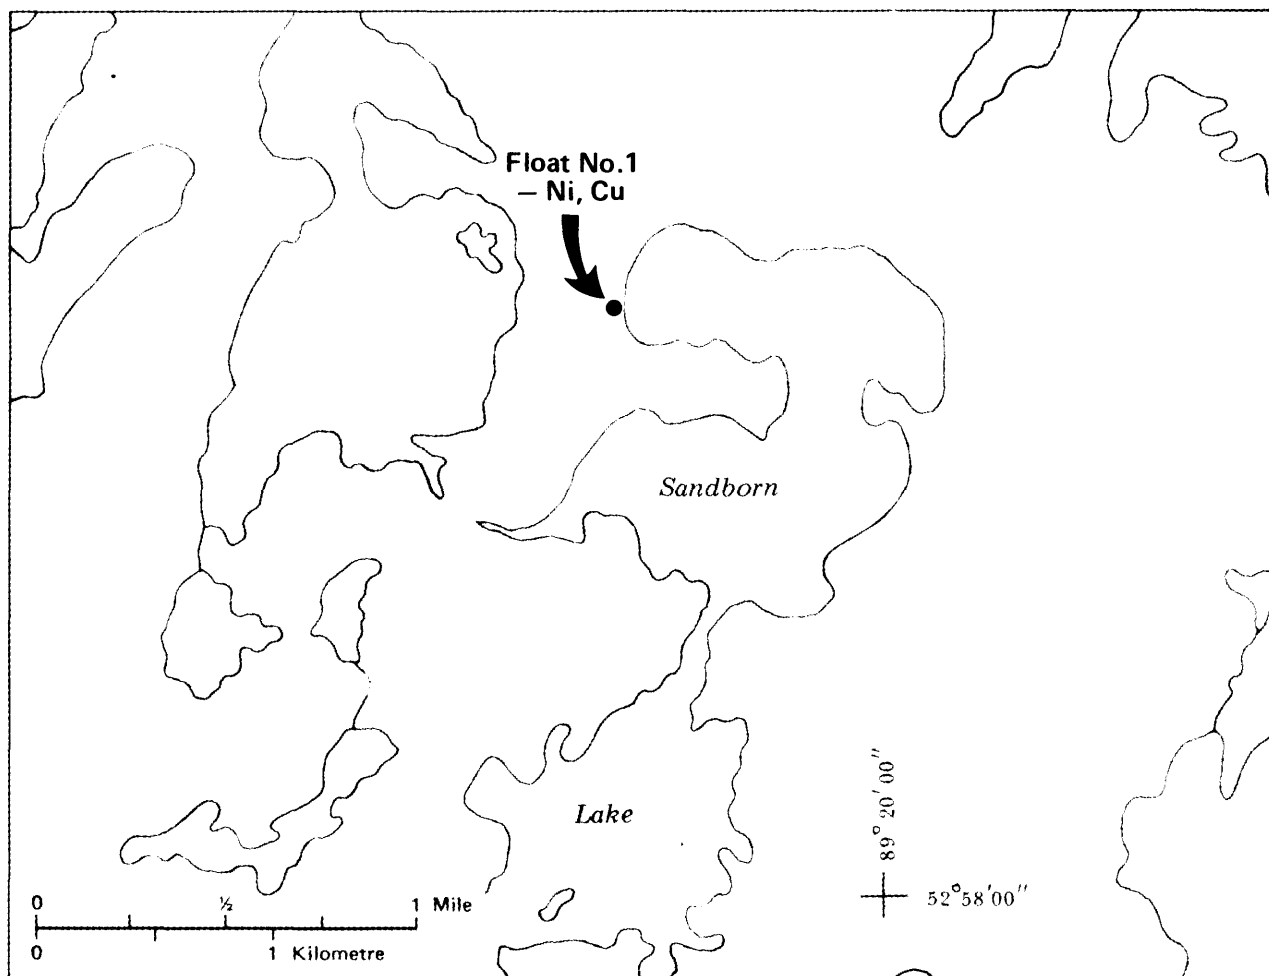 Float No.1
– Ni, Cu
Sandborn
Lake
89° 20' 00"
52° 58' 00"
0 ½ 1 Mile
0 1 Kilometre